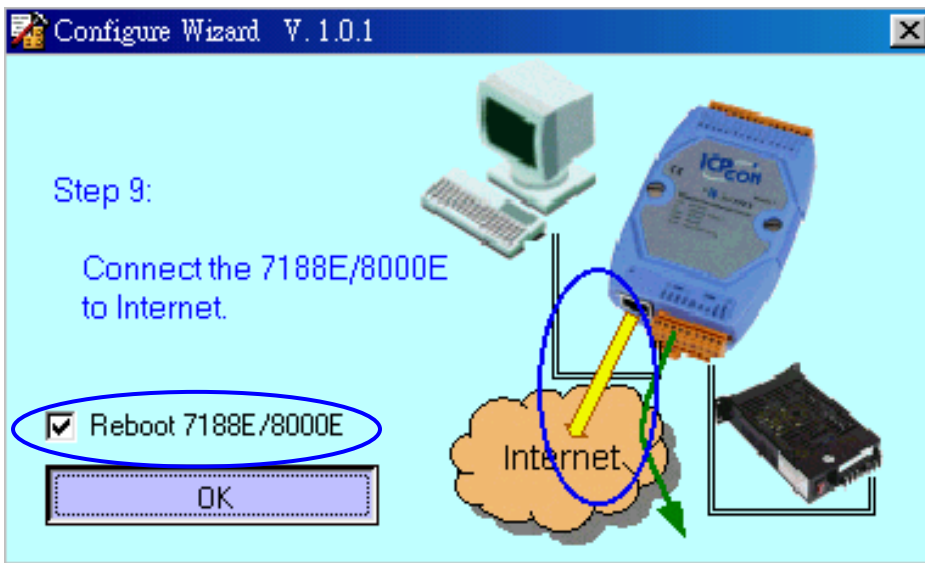 Configure Wizard V. 1.0.1
Step 9:
Connect the 7188E/8000E
to Internet.
Reboot 7188E/8000E
OK
Internet
ICP
CON